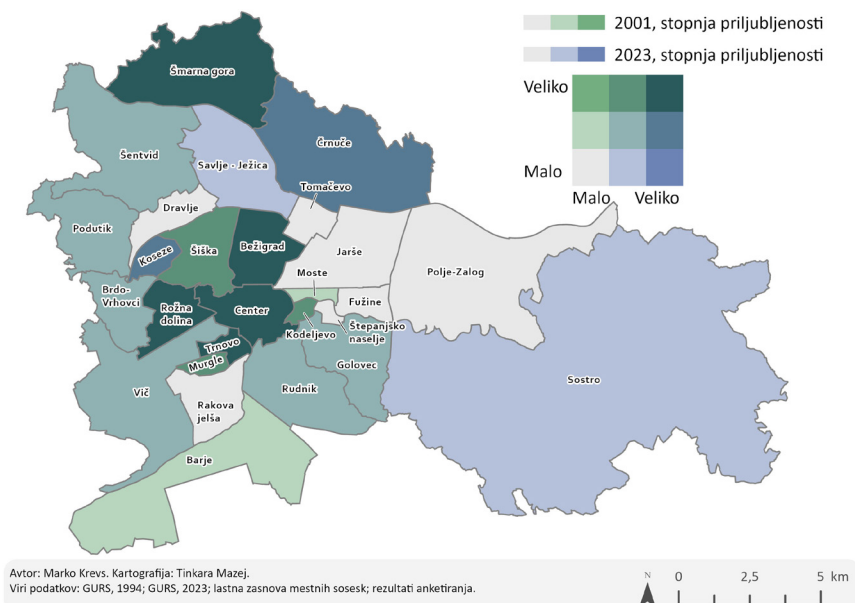 2001, stopnja priljubljenosti
2023, stopnja priljubljenosti
Veliko
Malo
Malo
Veliko
Šmarna gora
Črnuče
Šentvid
Savlje - Ježica
Tomačevo
Dravlje
Podutik
Koseze
Šiška
Bežigrad
Jarše
Polje-Zalog
Moste
Brdo-
Vrhovci
Rožna
dolina
Center
Fužine
Kodeljevo
Štepanjsko
naselje
Trnovo
Murgle
Golovec
Sostro
Vič
Rudnik
Rakova
jelša
Barje
Avtor: Marko Krevs. Kartografija: Tinkara Mazej.
Viri podatkov: GURS, 1994; GURS, 2023; lastna zasnova mestnih sosesk; rezultati anketiranja.
N
0
2,5
5 km